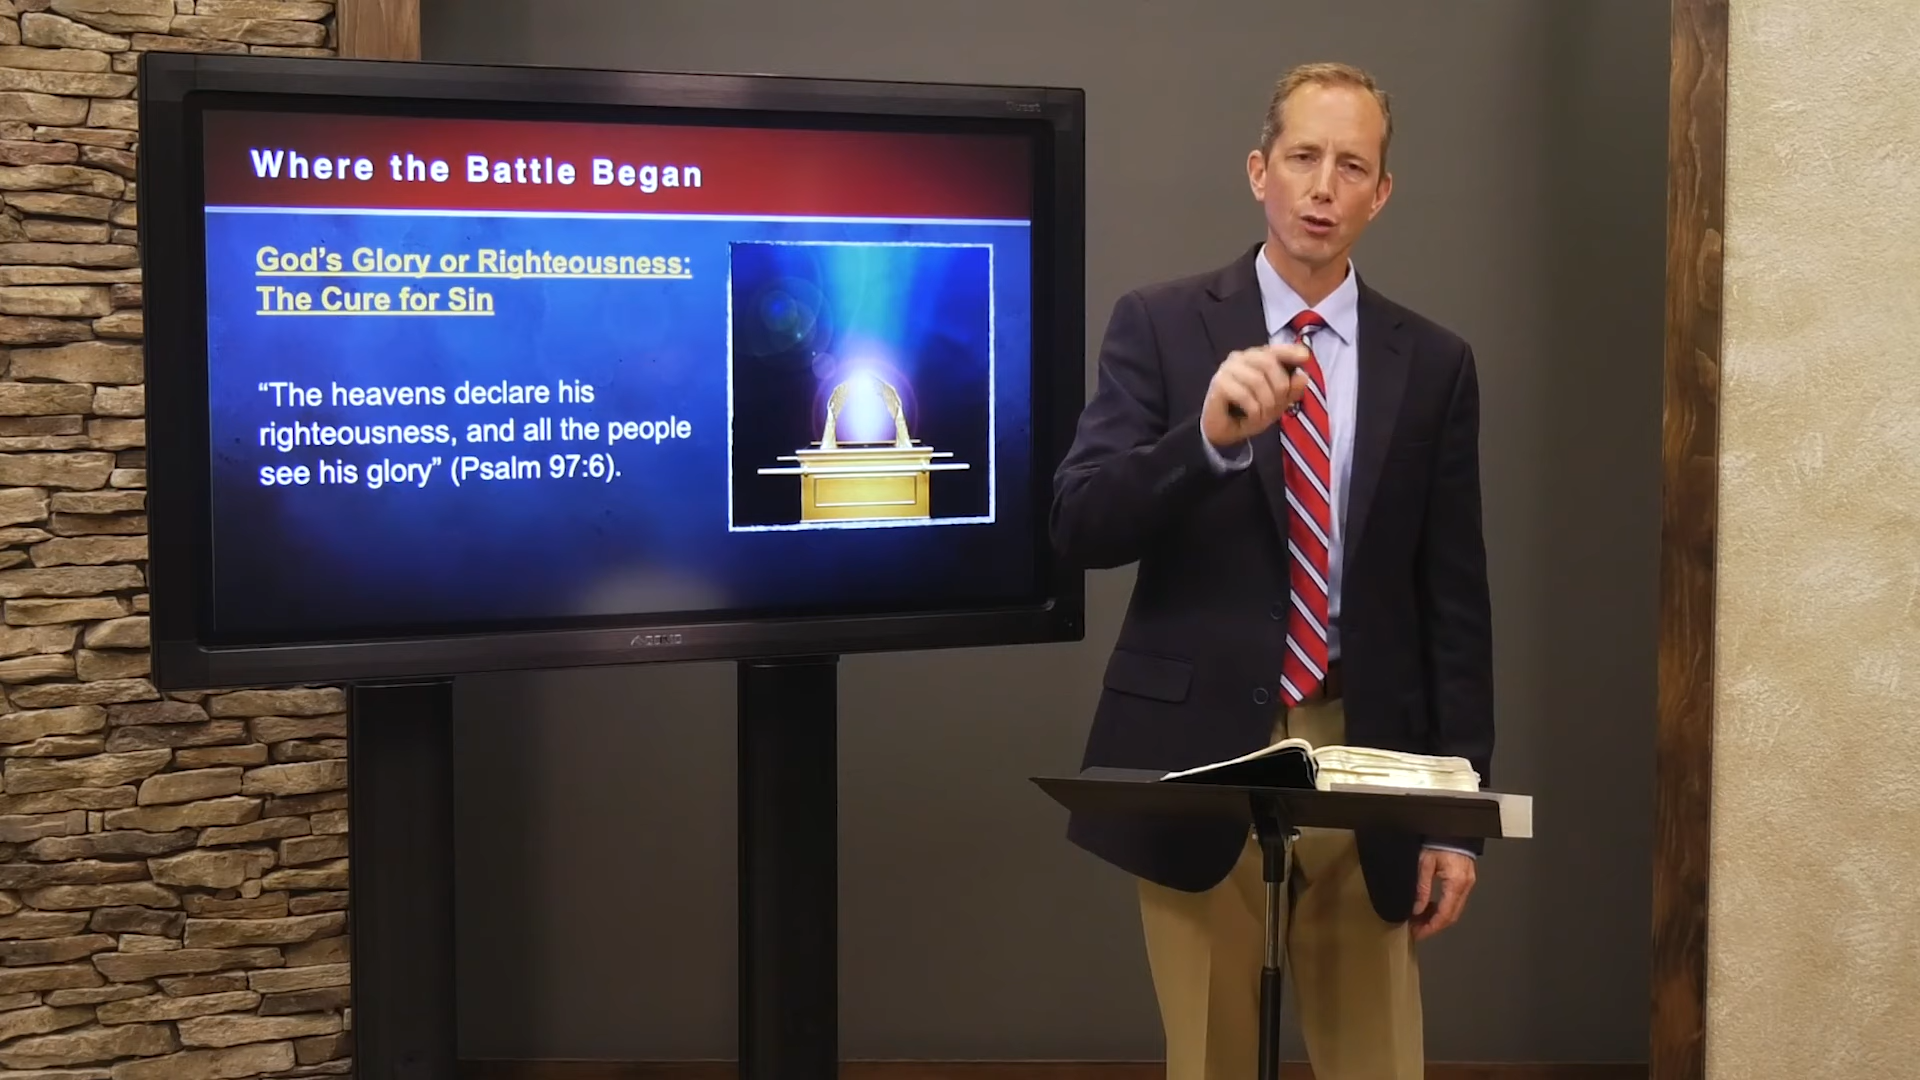 Where the Battle Began
God’s Glory or Righteousness:
The Cure for Sin
“The heavens declare his
righteousness, and all the people
see his glory” (Psalm 97:6).